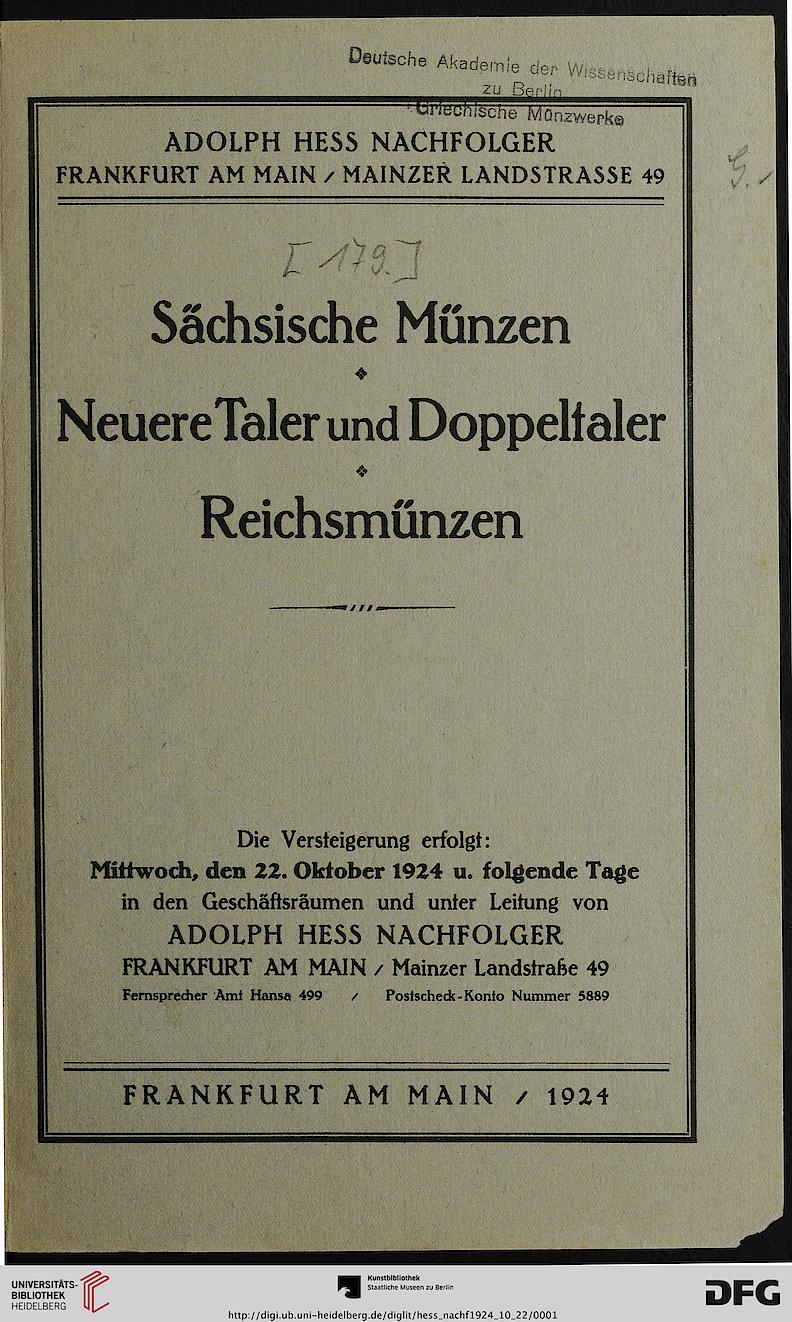 Deutsche Akademie der Wissenschaften
zu Berlin
Griechische Münzwerke
ADOLPH HESS NACHFOLGER
FRANKFURT AM MAIN / MAINZER LANDSTRASSE 49
G. /
[179.]
Sächsische Münzen
Neuere Taler und Doppeltaler
Reichsmünzen
Die Versteigerung erfolgt:
Mittwoch, den 22. Oktober 1924 u. folgende Tage
in den Geschäftsräumen und unter Leitung von
ADOLPH HESS NACHFOLGER
FRANKFURT AM MAIN / Mainzer Landstraße 49
Fernsprecher Amt Hansa 499 / Postscheck-Konto Nummer 5889
FRANKFURT AM MAIN / 1924
UNIVERSITÄTS-
BIBLIOTHEK
HEIDELBERG
Kunstbibliothek
Staatliche Museen zu Berlin
DFG
http://digi.ub.uni-heidelberg.de/diglit/hess_nachf1924_10_22/0001